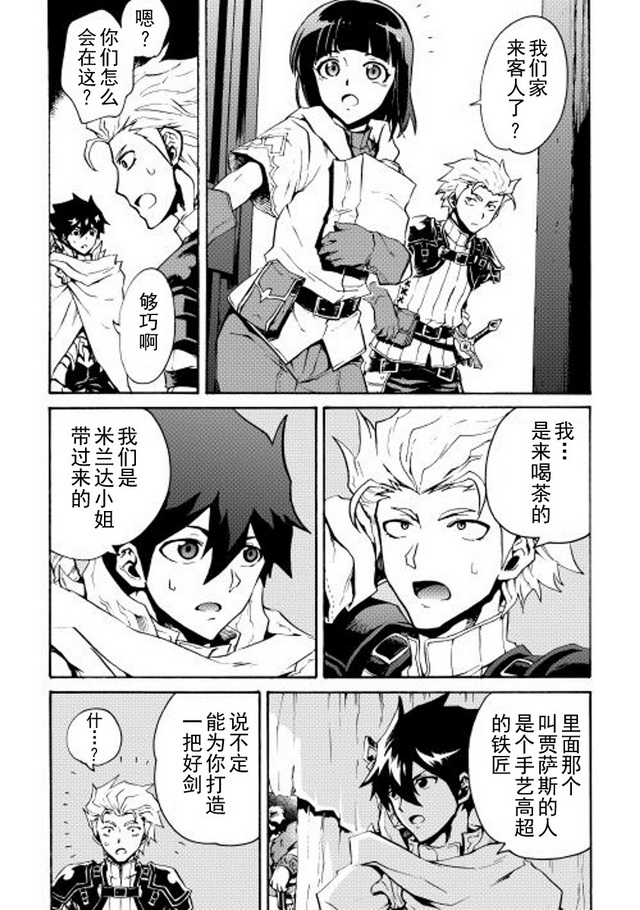 我们家
来客人了？
嗯？
你们怎么
会在这？
够巧啊
我…
是来喝茶的
我们是
米兰达小姐
带过来的
里面那个
叫贾萨斯的人
是个手艺高超
的铁匠
说不定
能为你打造
一把好剑
什…？